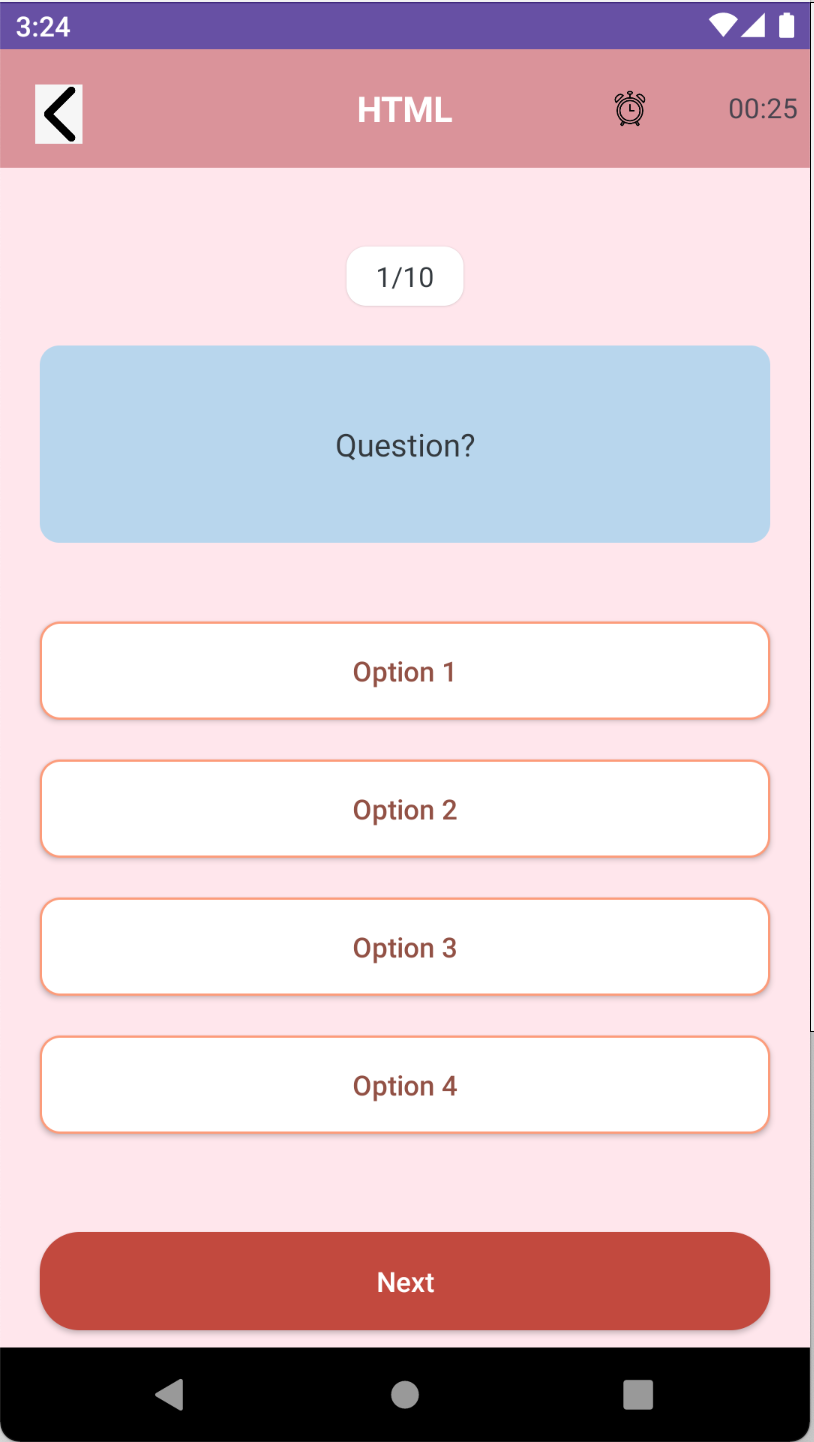 3:24
HTML
00:25
1/10
Question?
Option 1
Option 2
Option 3
Option 4
Next